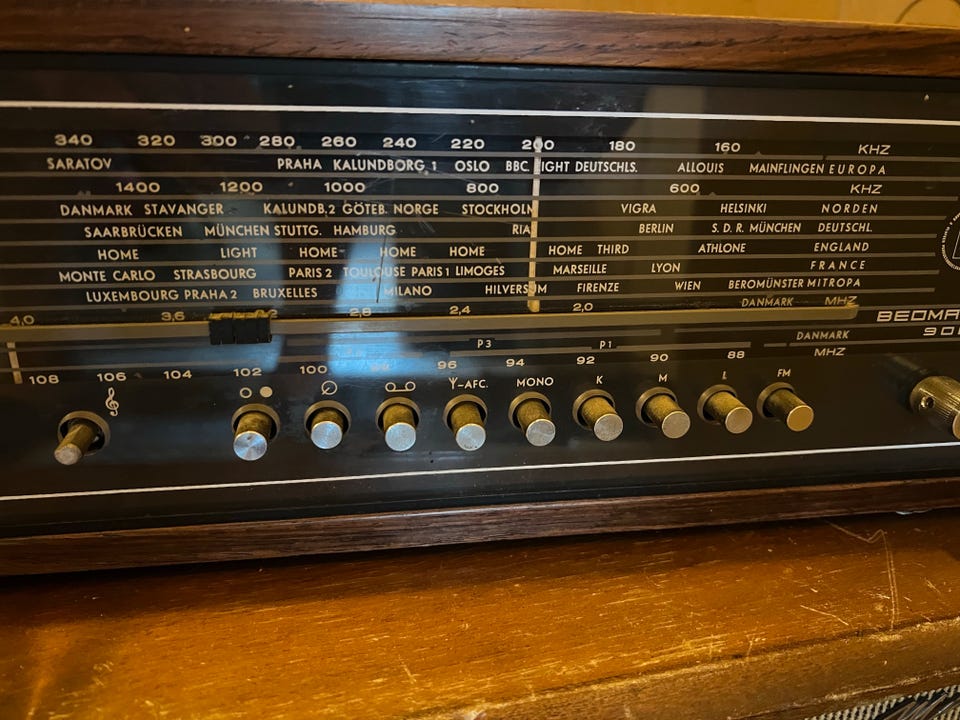 340 320 300 280 260 240 220 200 180 160 KHZ
SARATOV PRAHA KALUNDBORG 1 OSLO BBC. IGHT DEUTSCHLS. ALLOUIS MAINFLINGEN EUROPA
1400 1200 1000 800 600 KHZ
DANMARK STAVANGER KALUNDB.2 GÖTEB. NORGE STOCKHOLM VIGRA HELSINKI NORDEN
SAARBRÜCKEN MÜNCHEN STUTTG. HAMBURG RIA BERLIN S.D.R. MÜNCHEN DEUTSCHL.
HOME LIGHT HOME HOME HOME HOME THIRD ATHLONE ENGLAND
MONTE CARLO STRASBOURG PARIS 2 TOULOUSE PARIS 1 LIMOGES MARSEILLE LYON FRANCE
LUXEMBOURG PRAHA 2 BRUXELLES MILANO HILVERSUM FIRENZE WIEN BEROMÜNSTER MITROPA
4,0 3,6 2,8 2,4 2,0 DANMARK MHZ
BEOMA
90
P3 P1 DANMARK
108 106 104 102 100 96 94 92 90 88 MHZ
-AFC. MONO K M L FM